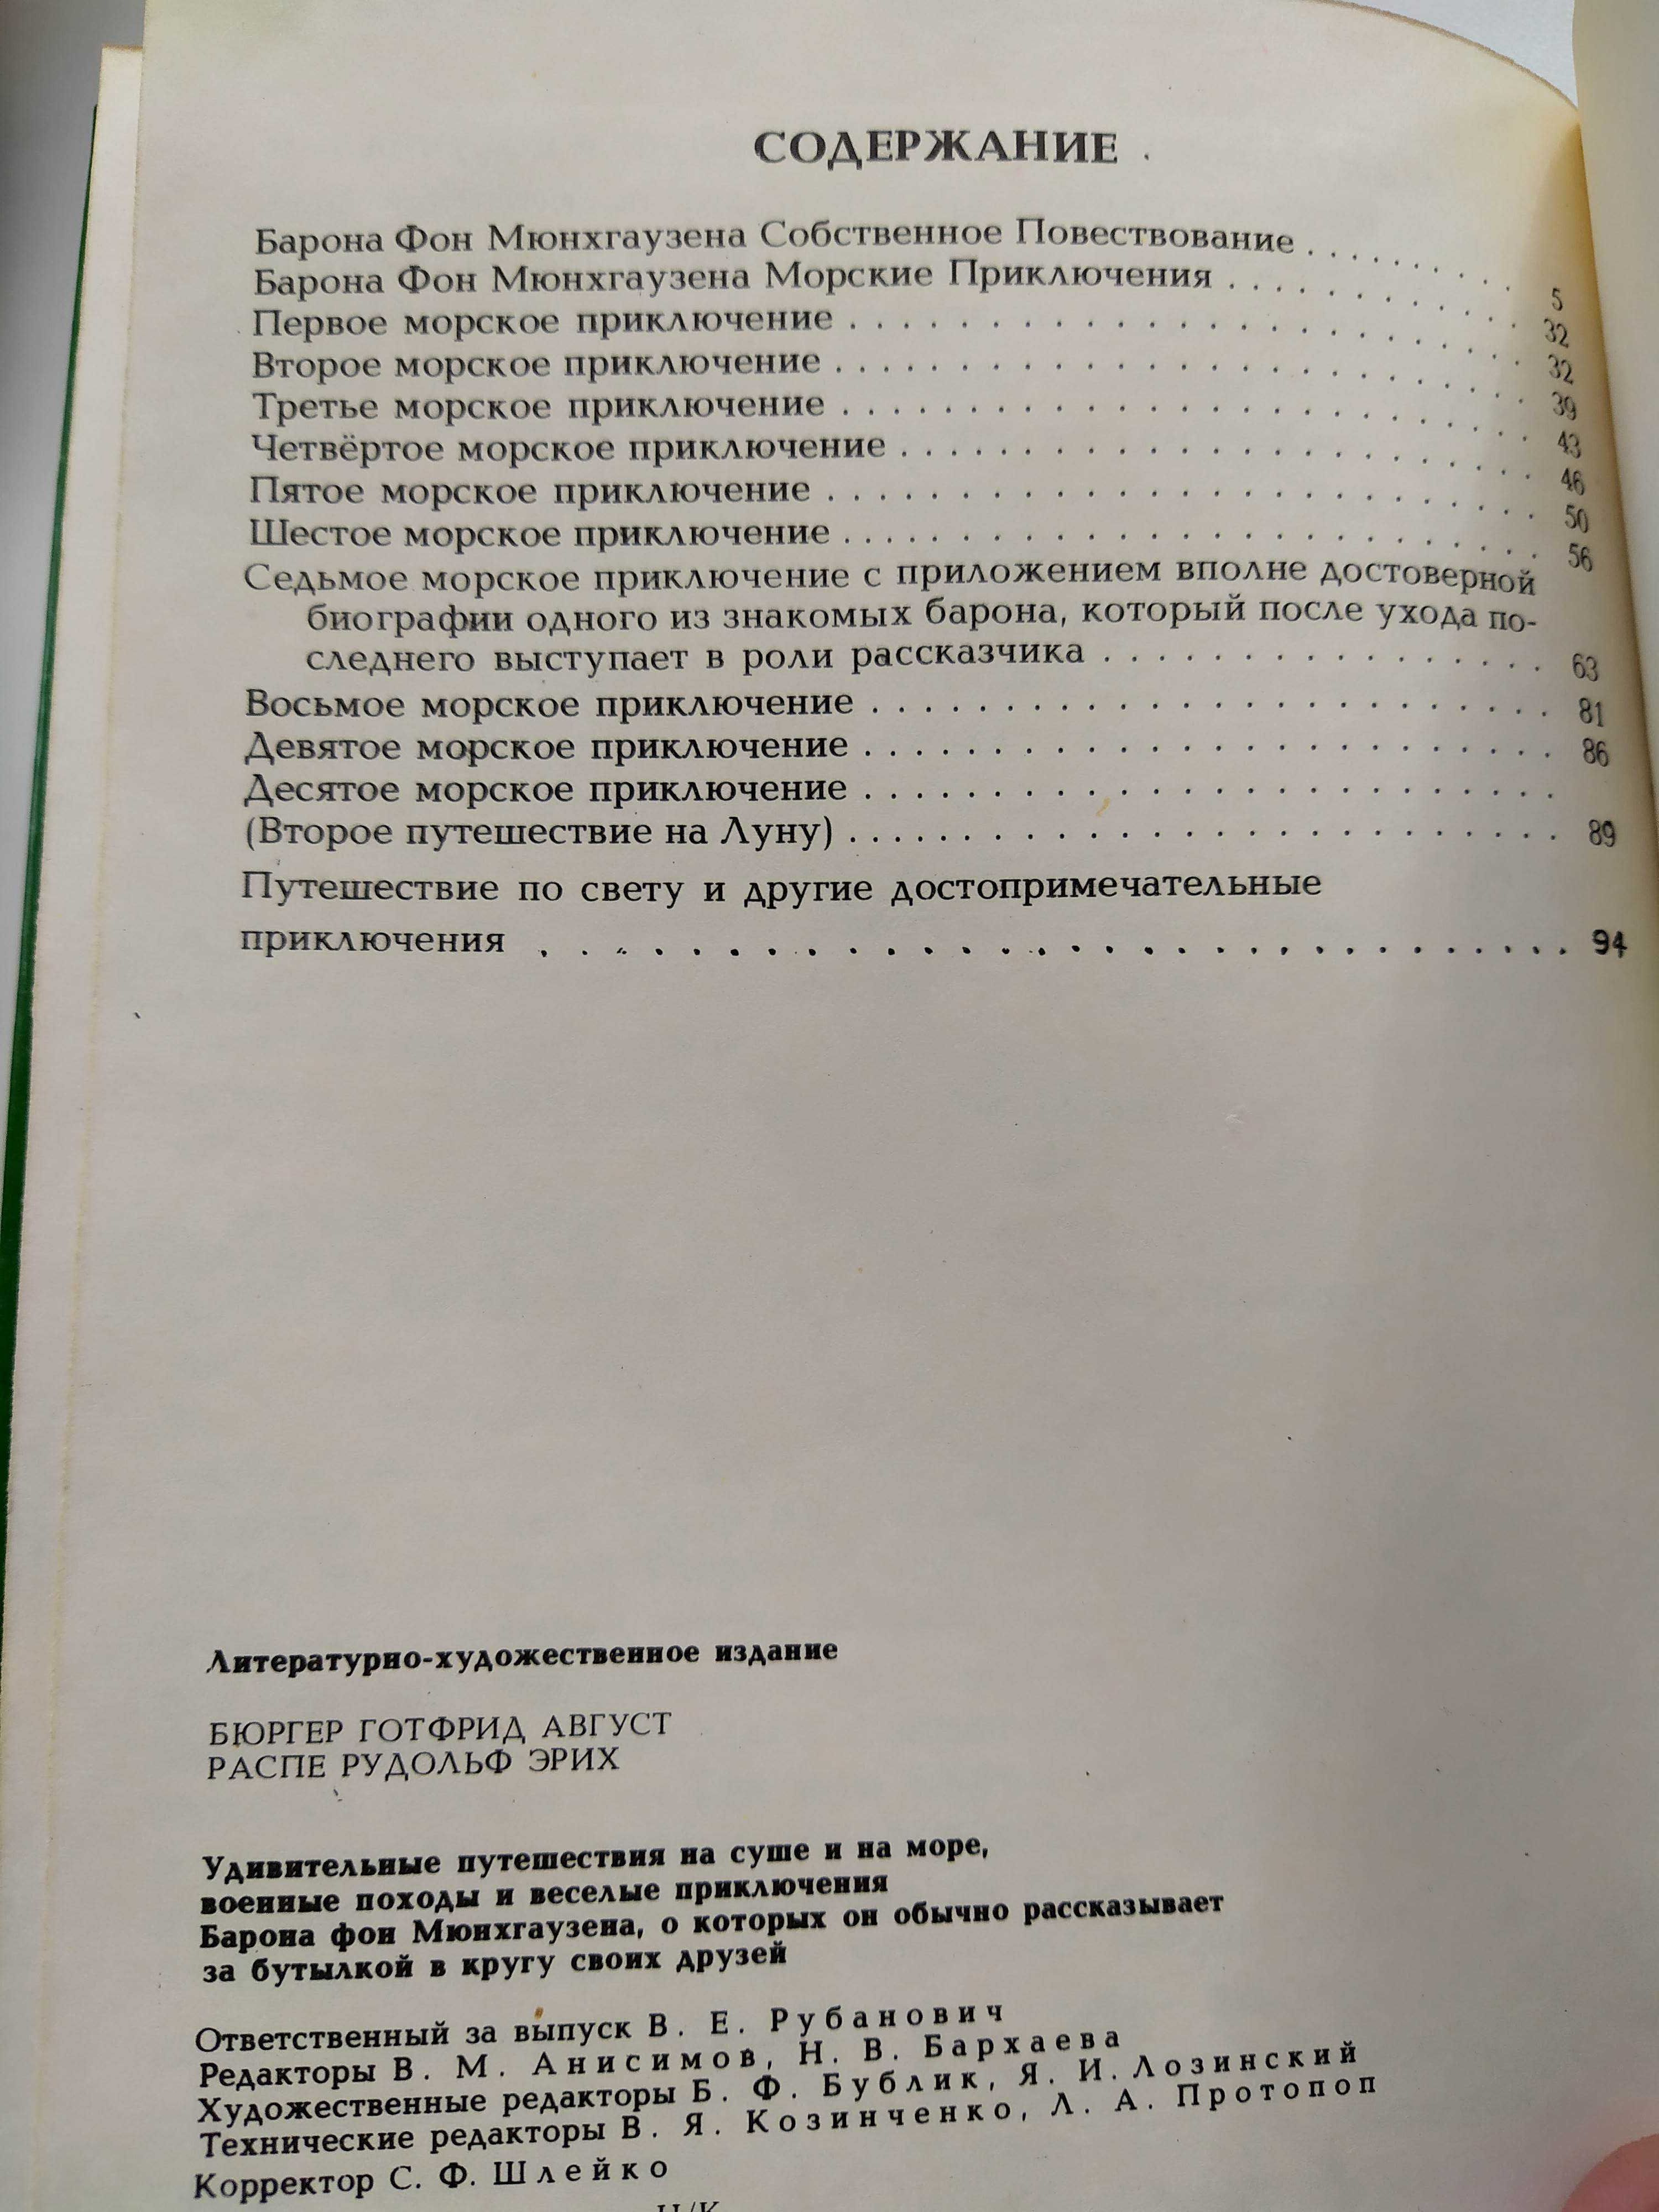 СОДЕРЖАНИЕ
Барона Фон Мюнхгаузена Собственное Повествование . . . . . . . . 5
Барона Фон Мюнхгаузена Морские Приключения . . . . . . . . . . 32
Первое морское приключение . . . . . . . . . . . . . . . . . . . . 32
Второе морское приключение . . . . . . . . . . . . . . . . . . . . 39
Третье морское приключение . . . . . . . . . . . . . . . . . . . . 43
Четвёртое морское приключение . . . . . . . . . . . . . . . . . . . 46
Пятое морское приключение . . . . . . . . . . . . . . . . . . . . 50
Шестое морское приключение . . . . . . . . . . . . . . . . . . . . 56
Седьмое морское приключение с приложением вполне достоверной
биографии одного из знакомых барона, который после ухода по-
следнего выступает в роли рассказчика . . . . . . . . . . . . . . 63
Восьмое морское приключение . . . . . . . . . . . . . . . . . . . . 81
Девятое морское приключение . . . . . . . . . . . . . . . . . . . . 86
Десятое морское приключение . . . . . . . . . . . . . . . . . . . .
(Второе путешествие на Луну) . . . . . . . . . . . . . . . . . . . . 89
Путешествие по свету и другие достопримечательные
приключения . . . . . . . . . . . . . . . . . . . . . . . . . . . . 94
Литературно-художественное издание
БЮРГЕР ГОТФРИД АВГУСТ
РАСПЕ РУДОЛЬФ ЭРИХ
Удивительные путешествия на суше и на море,
военные походы и веселые приключения
Барона фон Мюнхгаузена, о которых он обычно рассказывает
за бутылкой в кругу своих друзей
Ответственный за выпуск В. Е. Рубанович
Редакторы В. М. Анисимов, Н. В. Бархаева
Художественные редакторы Б. Ф. Бублик, Я. И. Лозинский
Технические редакторы В. Я. Козинченко, Л. А. Протопоп
Корректор С. Ф. Шлейко